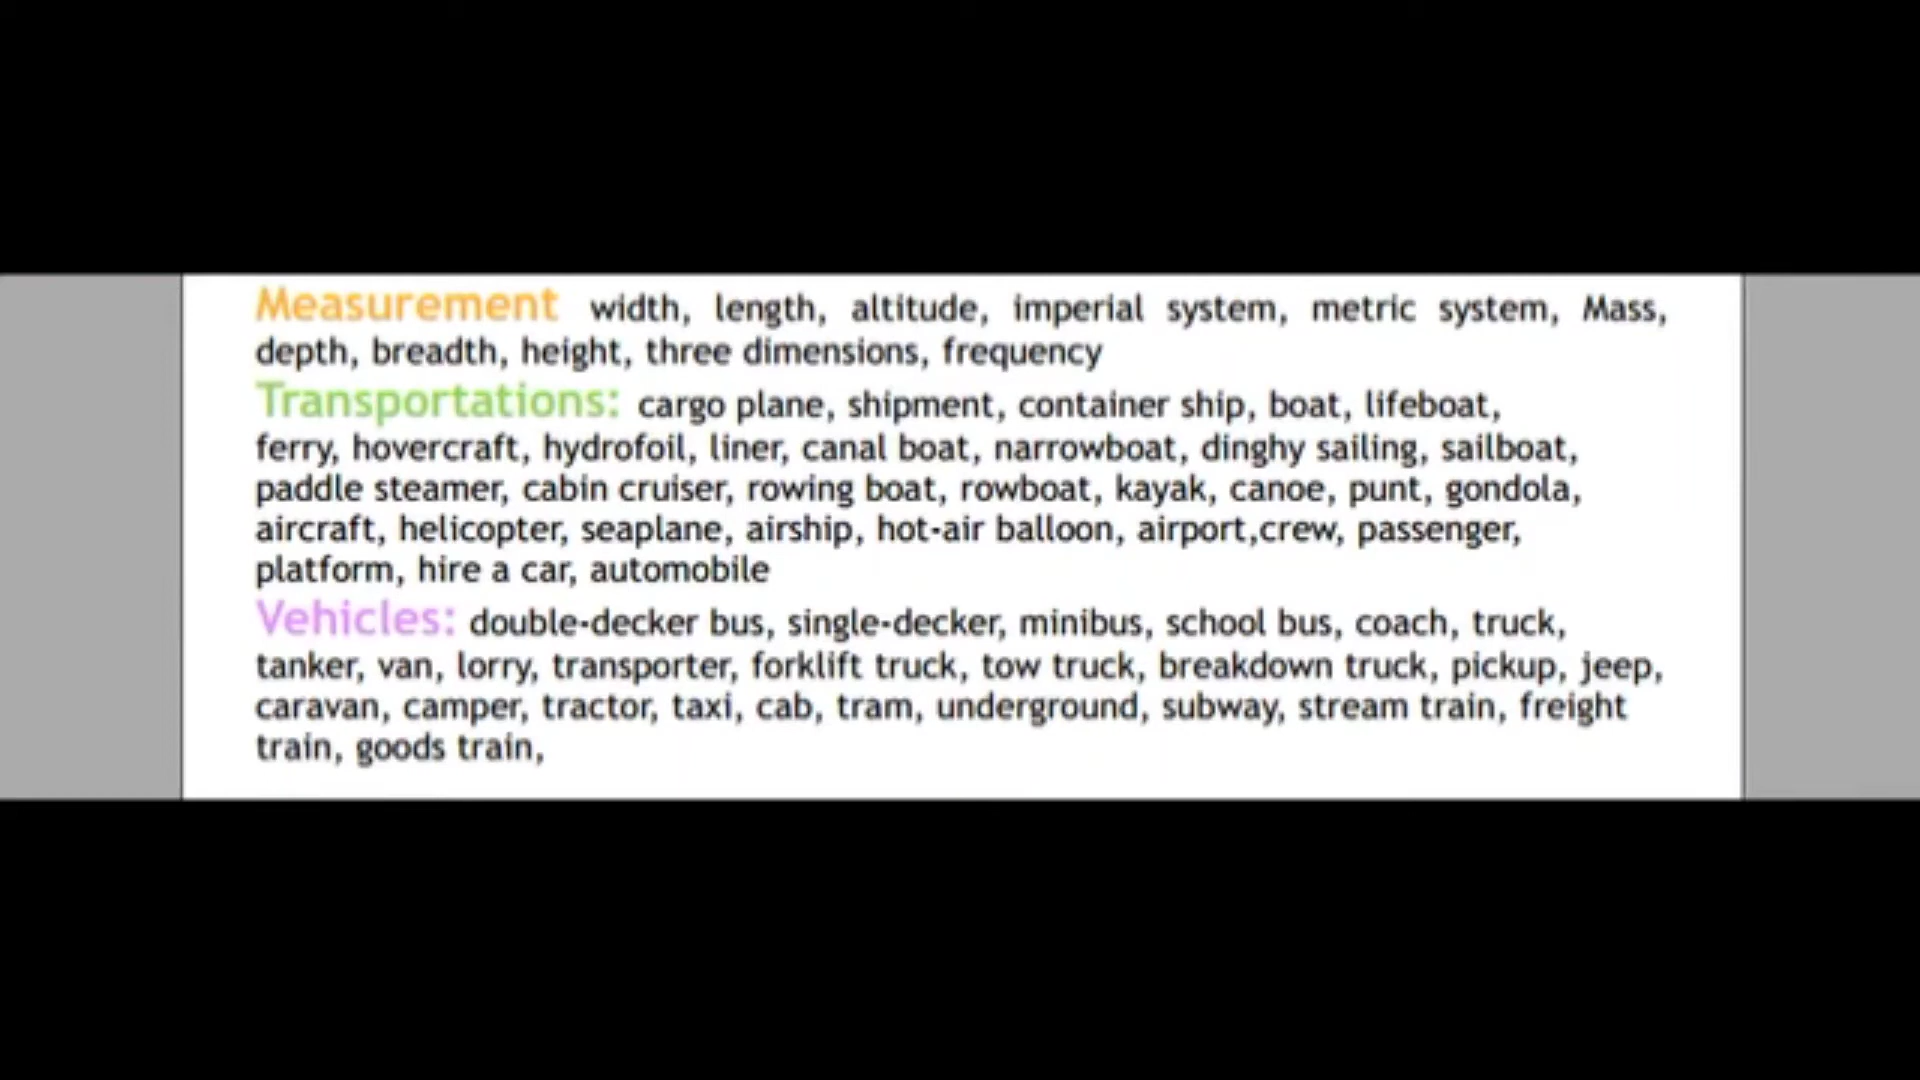 Measurement width, length, altitude, imperial system, metric system, Mass,
depth, breadth, height, three dimensions, frequency
Transportations: cargo plane, shipment, container ship, boat, lifeboat,
ferry, hovercraft, hydrofoil, liner, canal boat, narrowboat, dinghy sailing, sailboat,
paddle steamer, cabin cruiser, rowing boat, rowboat, kayak, canoe, punt, gondola,
aircraft, helicopter, seaplane, airship, hot-air balloon, airport,crew, passenger,
platform, hire a car, automobile
Vehicles: double-decker bus, single-decker, minibus, school bus, coach, truck,
tanker, van, lorry, transporter, forklift truck, tow truck, breakdown truck, pickup, jeep,
caravan, camper, tractor, taxi, cab, tram, underground, subway, stream train, freight
train, goods train,